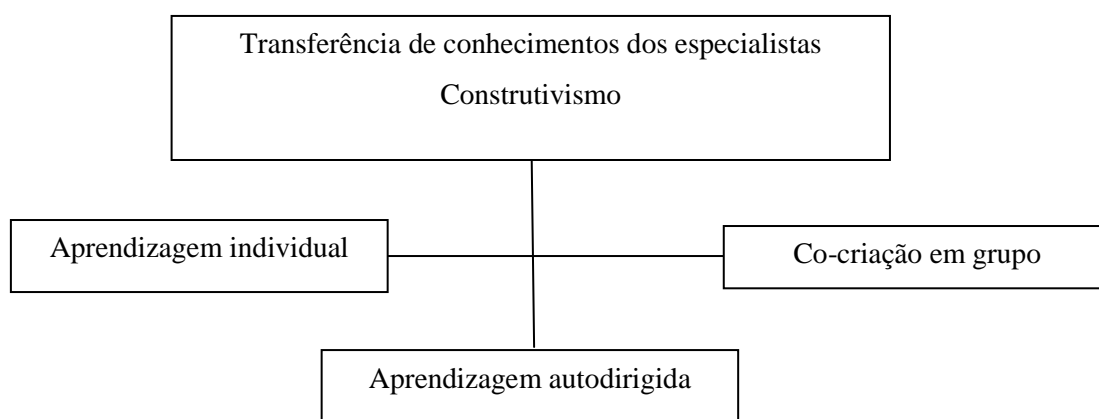 Transferência de conhecimentos dos especialistas
Construtivismo
Aprendizagem individual
Co-criação em grupo
Aprendizagem autodirigida